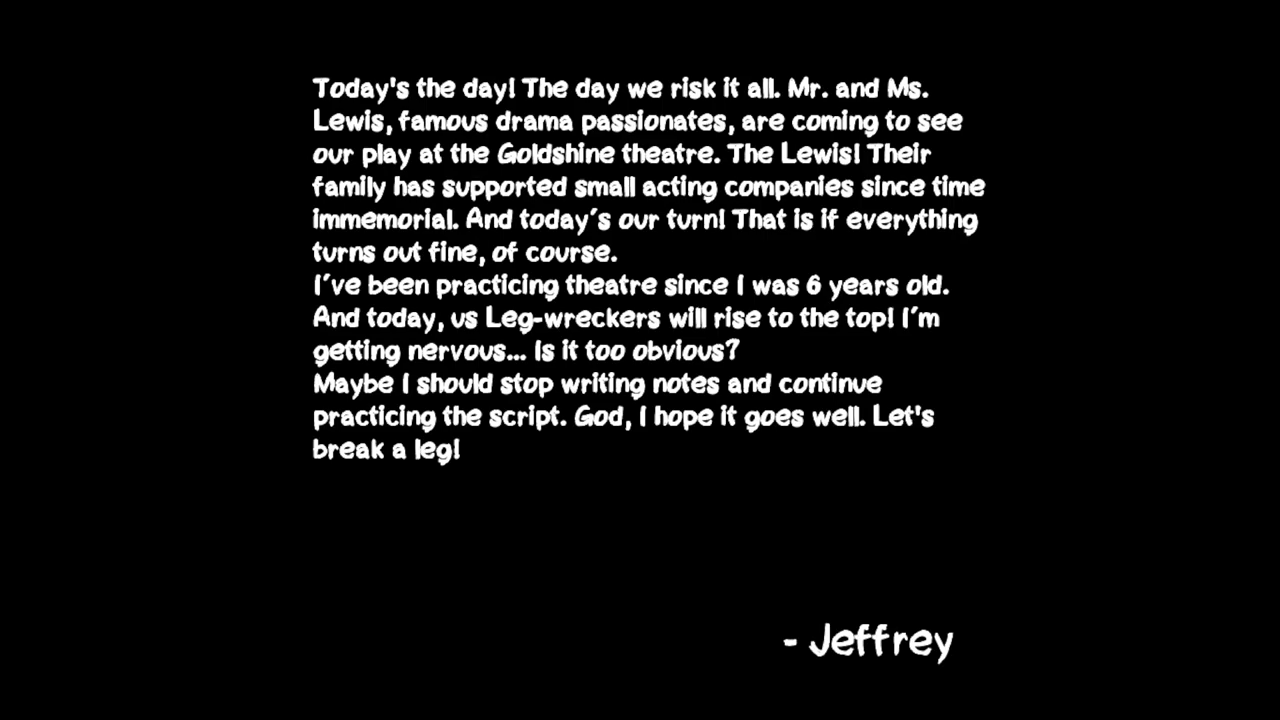 Today's the day! The day we risk it all. Mr. and Ms.
Lewis, famous drama passionates, are coming to see
our play at the Goldshine theatre. The Lewis! Their
family has supported small acting companies since time
immemorial. And today´s our turn! That is if everything
turns out fine, of course.
I´ve been practicing theatre since I was 6 years old.
And today, us Leg-wreckers will rise to the top! I´m
getting nervous... Is it too obvious?
Maybe I should stop writing notes and continue
practicing the script. God, I hope it goes well. Let's
break a leg!
- Jeffrey